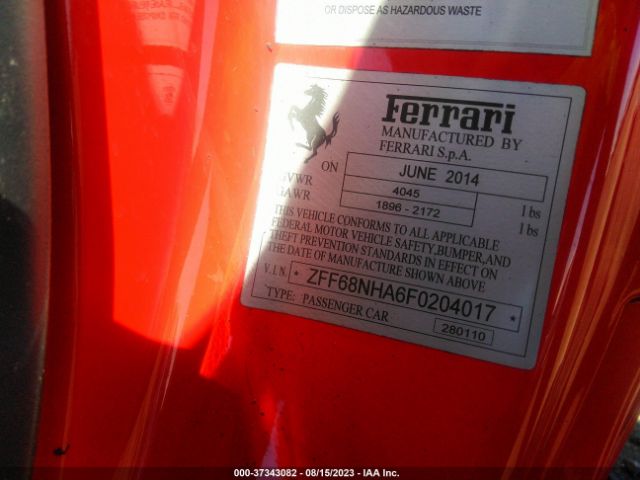 OR DISPOSE AS HAZARDOUS WASTE
Ferrari
MANUFACTURED BY
FERRARI S.p.A.
ON JUNE 2014
GVWR 4045 lbs
GAWR 1896 - 2172 lbs
THIS VEHICLE CONFORMS TO ALL APPLICABLE
FEDERAL MOTOR VEHICLE SAFETY,BUMPER,AND
THEFT PREVENTION STANDARDS IN EFFECT ON
THE DATE OF MANUFACTURE SHOWN ABOVE
V.I.N. * ZFF68NHA6F0204017 *
TYPE: PASSENGER CAR 280110
000-37343082 - 08/15/2023 - IAA Inc.